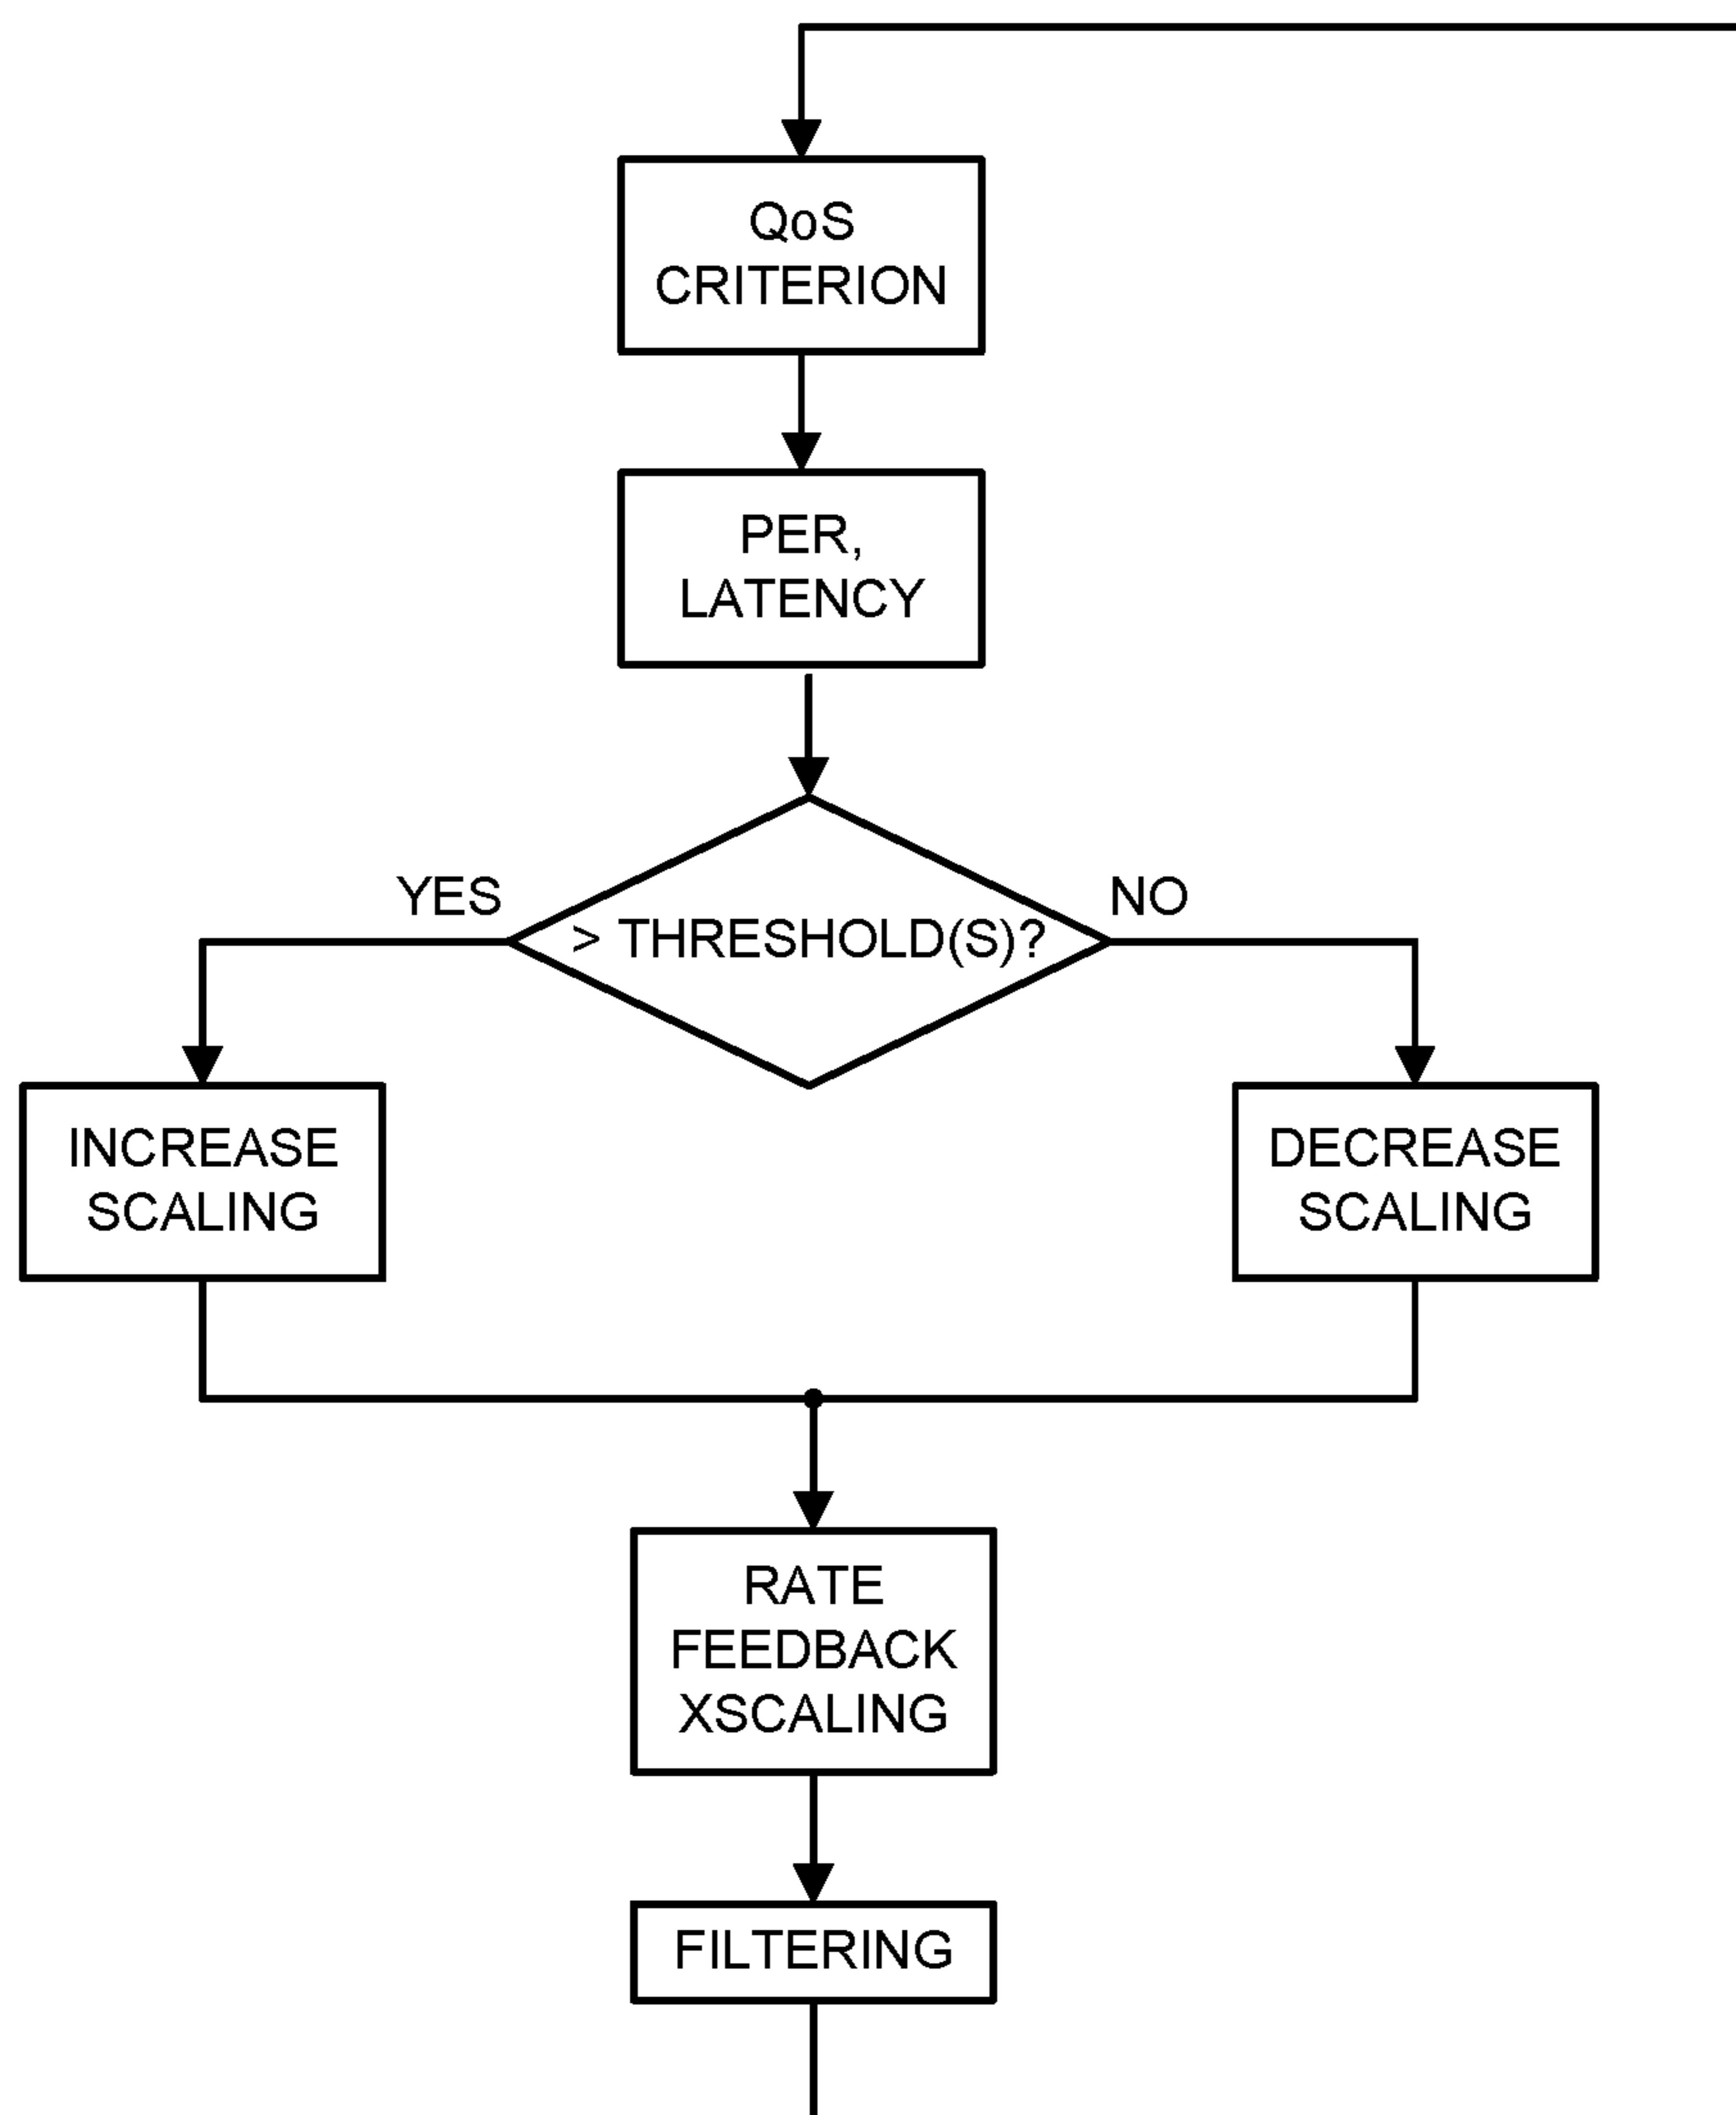 QoS
CRITERION
PER,
LATENCY
YES
NO
> THRESHOLD(S)?
INCREASE
SCALING
DECREASE
SCALING
RATE
FEEDBACK
XSCALING
FILTERING